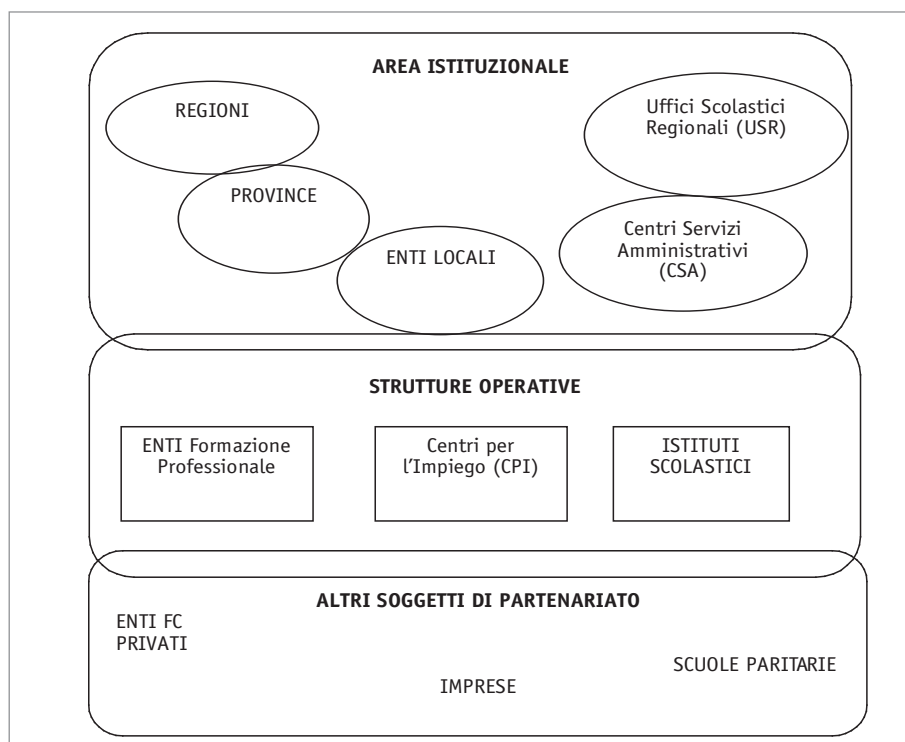 AREA ISTITUZIONALE
REGIONI
Uffici Scolastici
Regionali (USR)
PROVINCE
Centri Servizi
Amministrativi
(CSA)
ENTI LOCALI
STRUTTURE OPERATIVE
ENTI Formazione
Professionale
Centri per
l'Impiego (CPI)
ISTITUTI
SCOLASTICI
ALTRI SOGGETTI DI PARTENARIATO
ENTI FC
PRIVATI
SCUOLE PARITARIE
IMPRESE